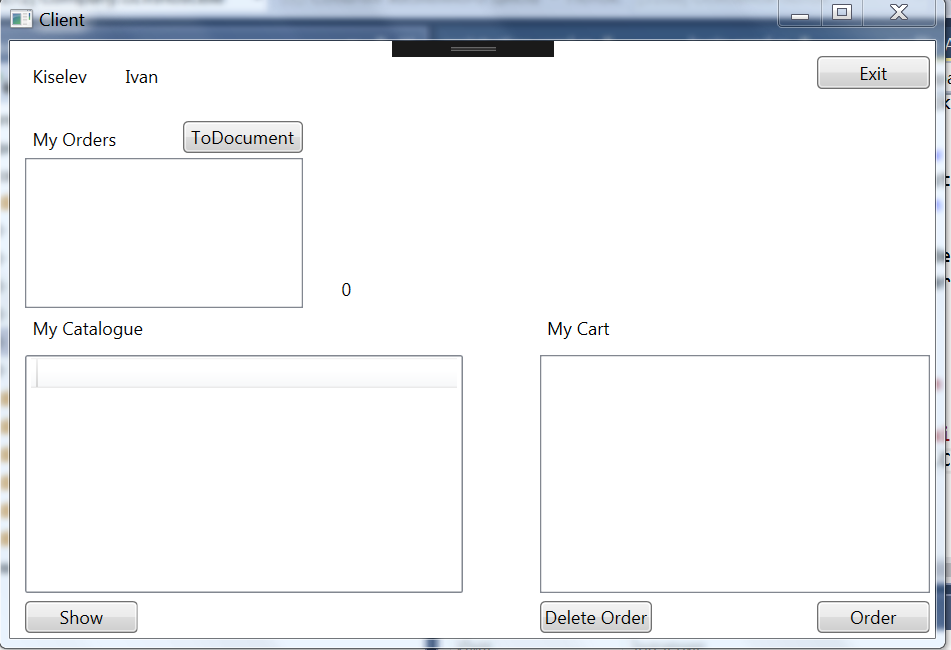 Client
Kiselev Ivan
Exit
My Orders
ToDocument
0
My Catalogue
My Cart
Show
Delete Order
Order